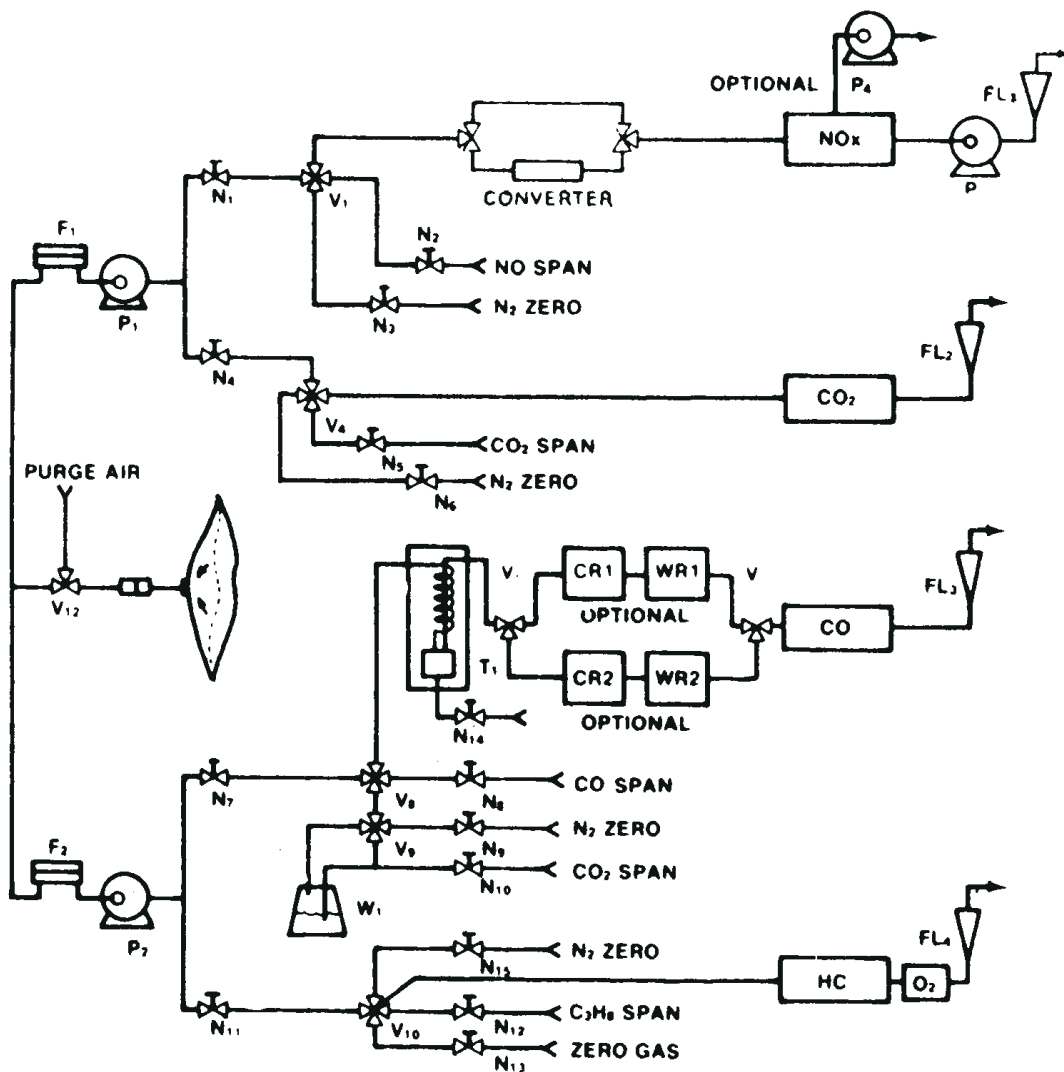 OPTIONAL
P₄
FL₁
NOx
P
CONVERTER
N₁
V₁
N₂
NO SPAN
N₃
N₂ ZERO
F₁
P₁
N₄
V₄
CO₂
FL₂
N₅
CO₂ SPAN
N₆
N₂ ZERO
PURGE AIR
V₁₂
V
CR1
WR1
V
OPTIONAL
CO
FL₃
T₁
CR2
WR2
OPTIONAL
N₁₄
N₇
V₈
N₈
CO SPAN
V₉
N₉
N₂ ZERO
N₁₀
CO₂ SPAN
F₂
P₂
W₁
N₁₅
N₂ ZERO
HC
O₂
FL₄
N₁₁
V₁₀
N₁₂
C₃H₈ SPAN
N₁₃
ZERO GAS